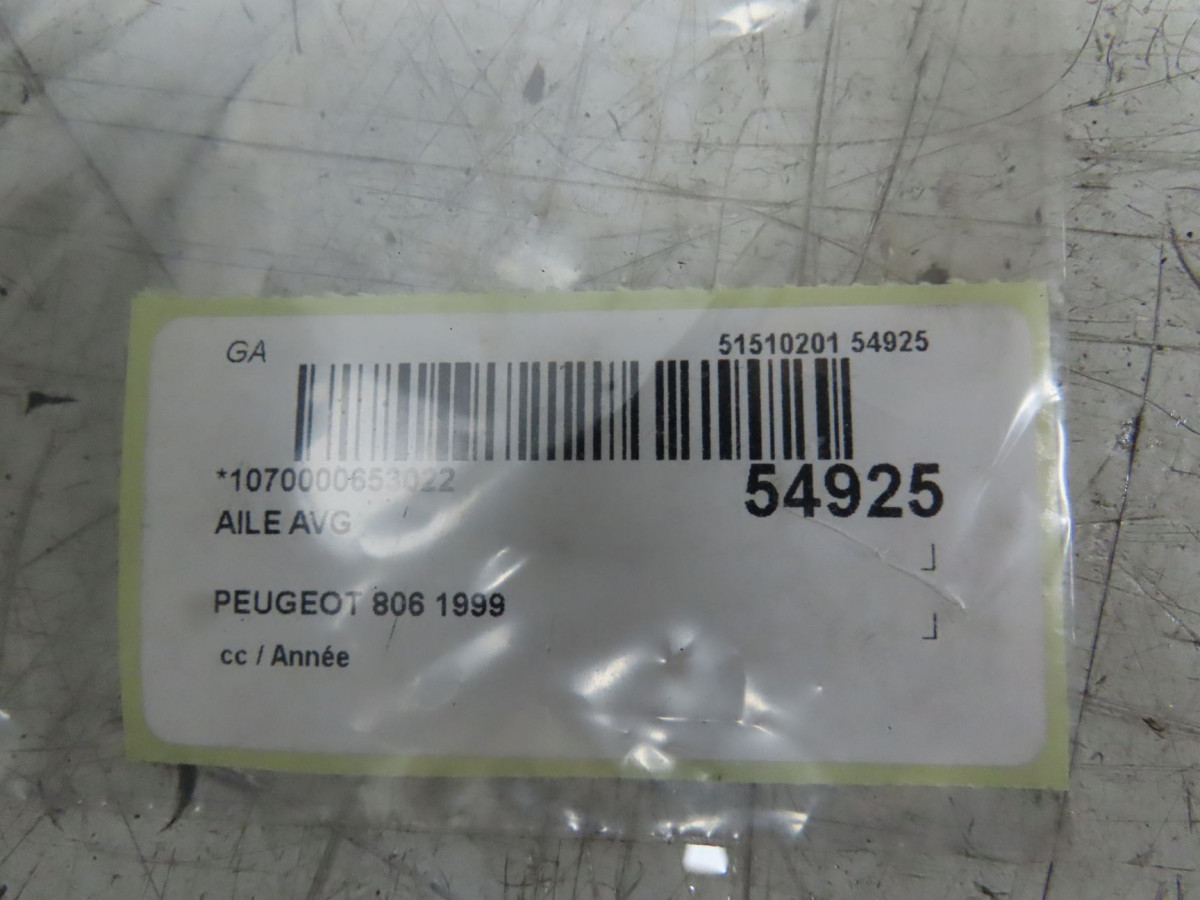 GA
51510201 54925
*1070000653022
54925
AILE AVG
PEUGEOT 806 1999
cc / Année